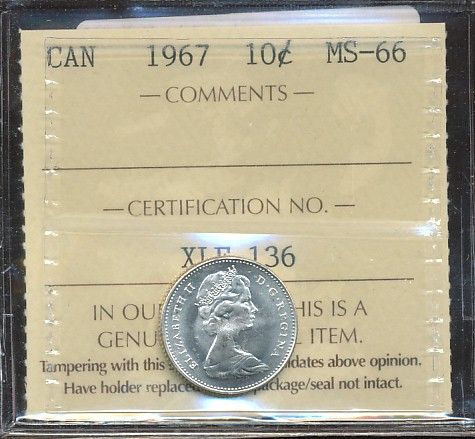 CAN 1967 10¢ MS-66
— COMMENTS —
— CERTIFICATION NO. —
XLF 136
IN OU HIS IS A
GENU L ITEM.
Tampering with this dates above opinion.
Have holder replace package/seal not intact.
ELIZABETH II D·G·REGINA